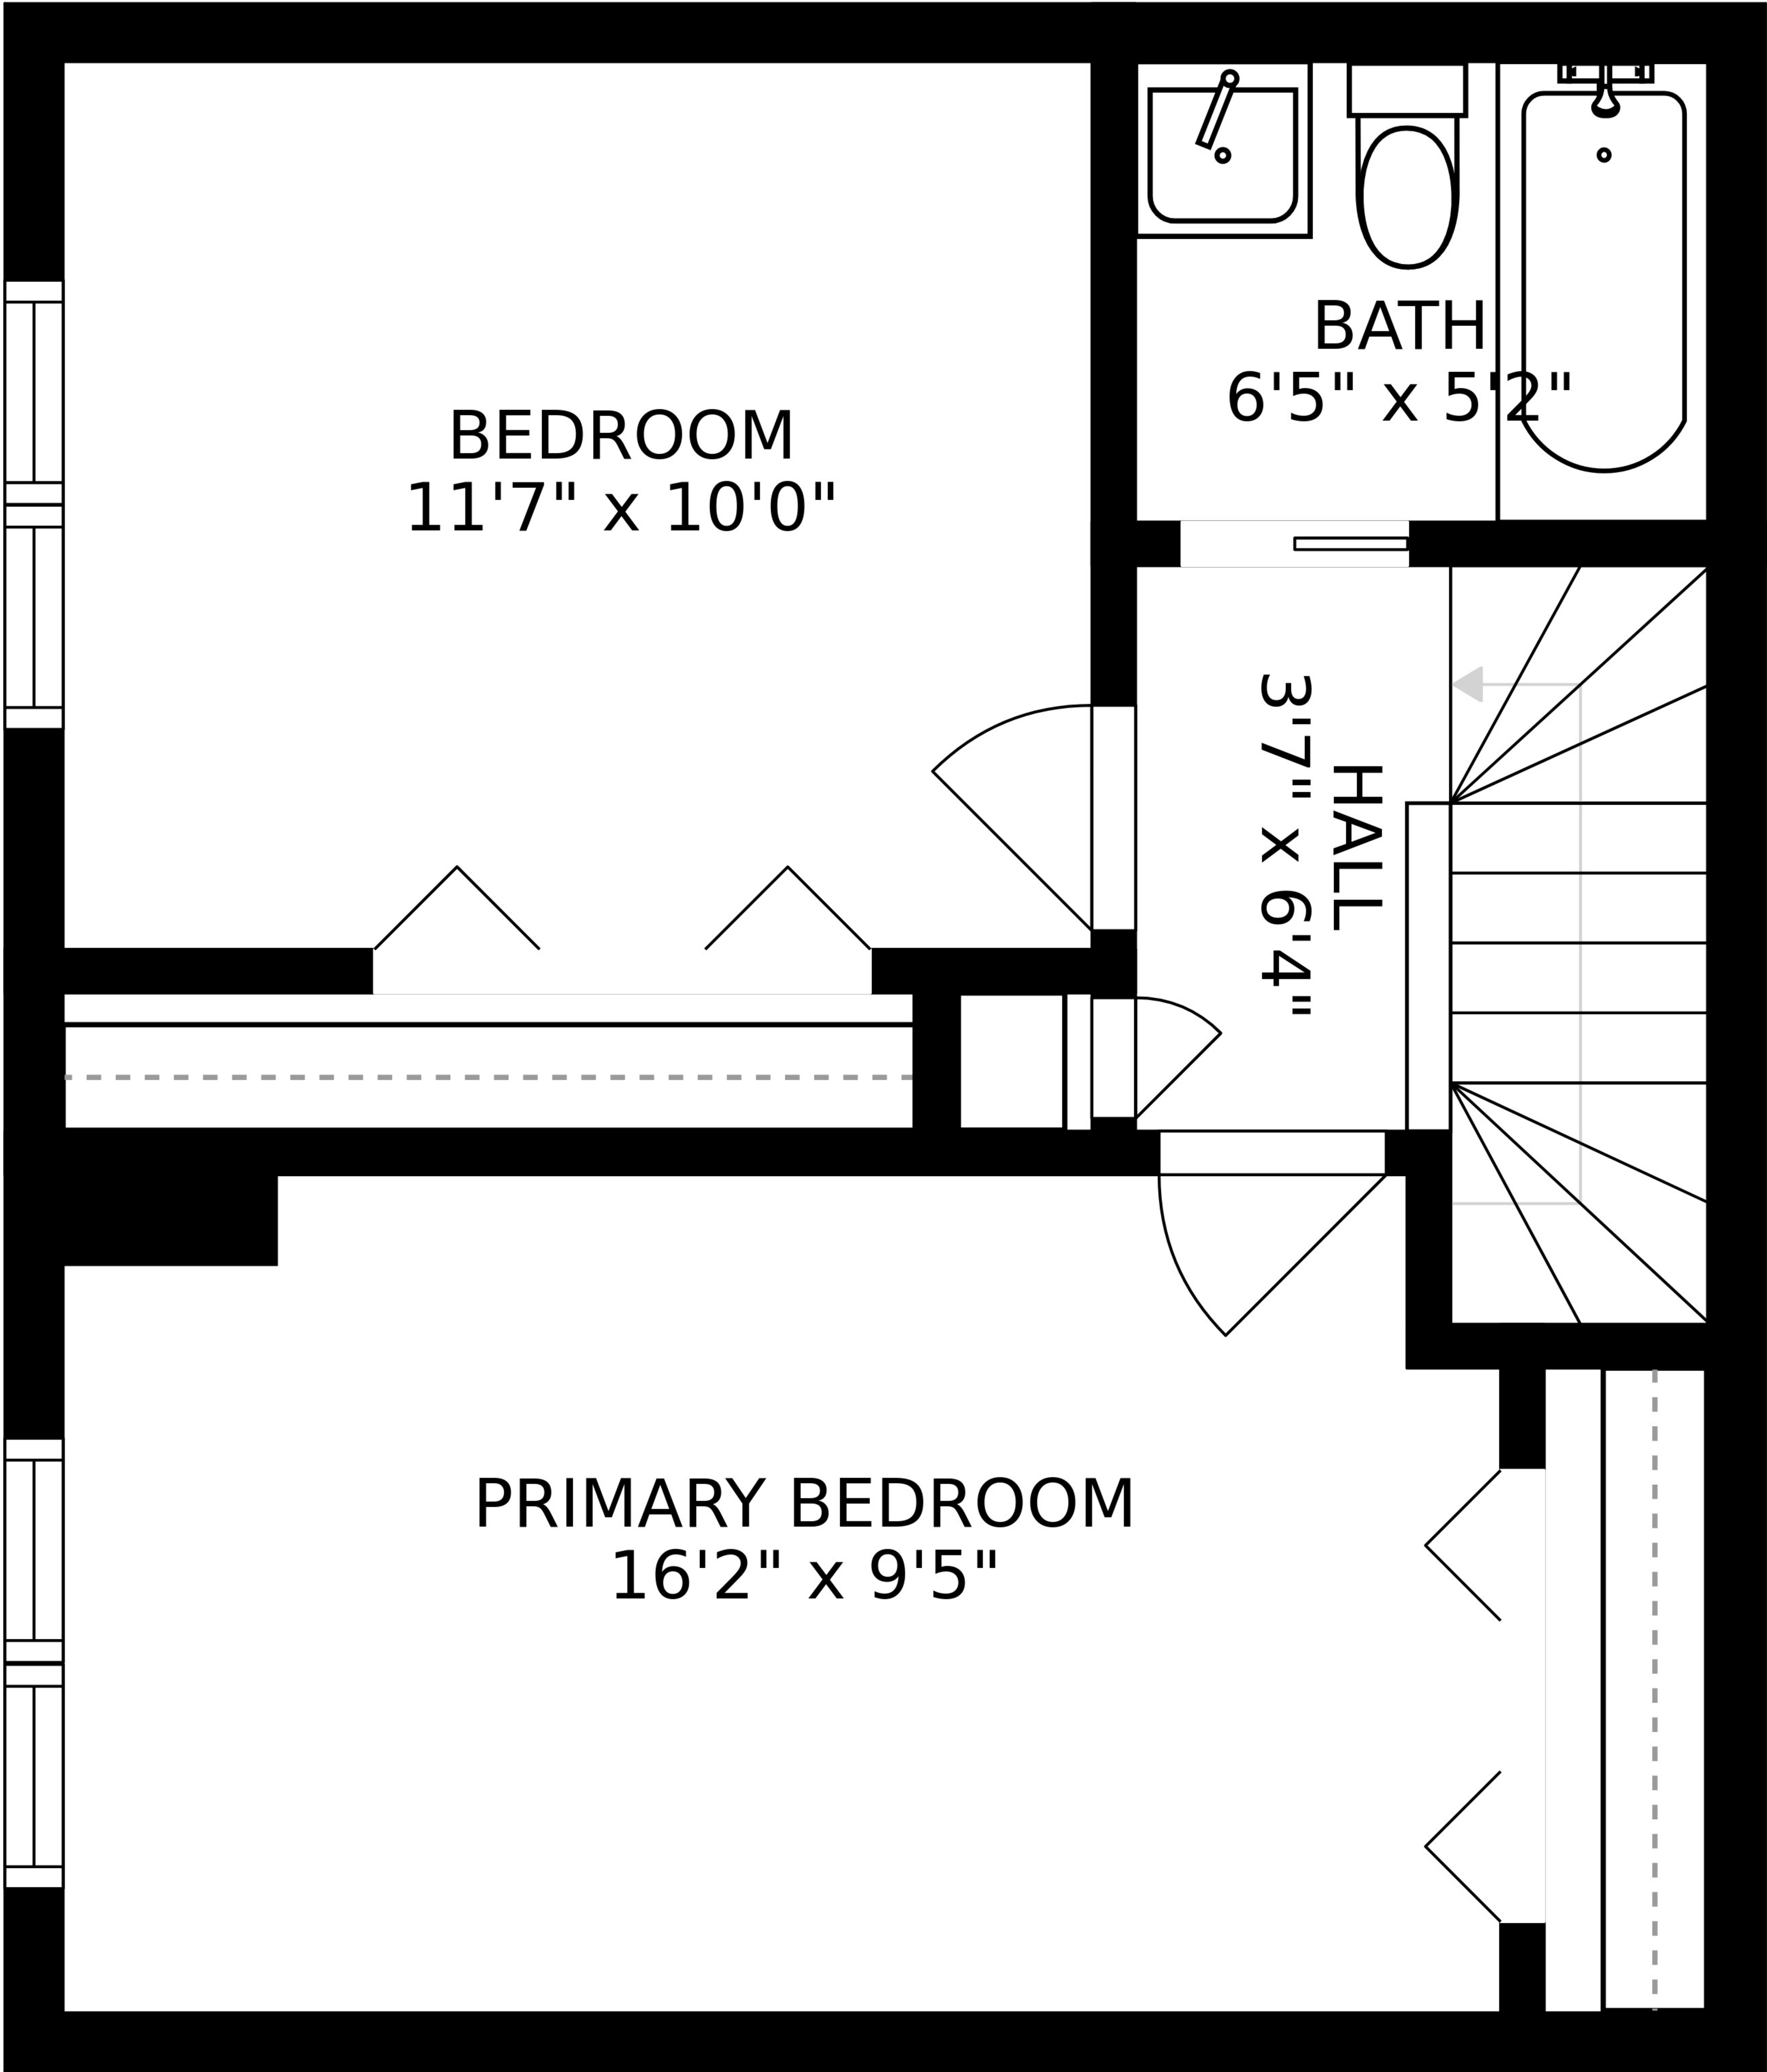 BATH
6'5" x 5'2"
BEDROOM
11'7" x 10'0"
HALL
3'7" x 6'4"
PRIMARY BEDROOM
16'2" x 9'5"